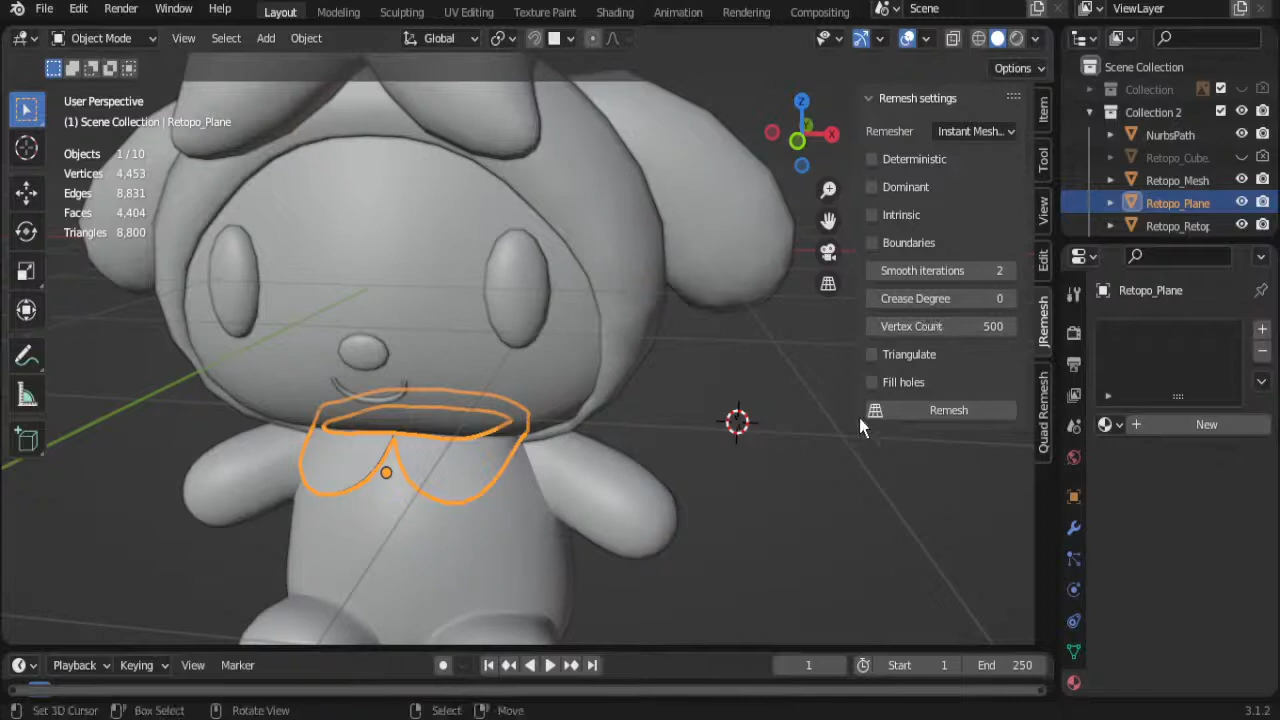 File Edit Render Window Help Layout Modeling Sculpting UV Editing Texture Paint Shading Animation Rendering Compositing Scene ViewLayer
Object Mode View Select Add Object Global
Options
User Perspective
(1) Scene Collection | Retopo_Plane
Objects 1/10
Vertices 4,453
Edges 8,831
Faces 4,404
Triangles 8,800
Z
X
Remesh settings
Remesher Instant Mesh...
Deterministic
Dominant
Intrinsic
Boundaries
Smooth iterations 2
Crease Degree 0
Vertex Count 500
Triangulate
Fill holes
Remesh
Item
Tool
View
Edit
JRemesh
Quad Remesh
Scene Collection
Collection
Collection 2
NurbsPath
Retopo_Cube.
Retopo_Mesh
Retopo_Plane
Retopo_Retop
Retopo_Plane
New
Playback Keying View Marker 1 Start 1 End 250
Set 3D Cursor Box Select Rotate View Select Move 3.1.2